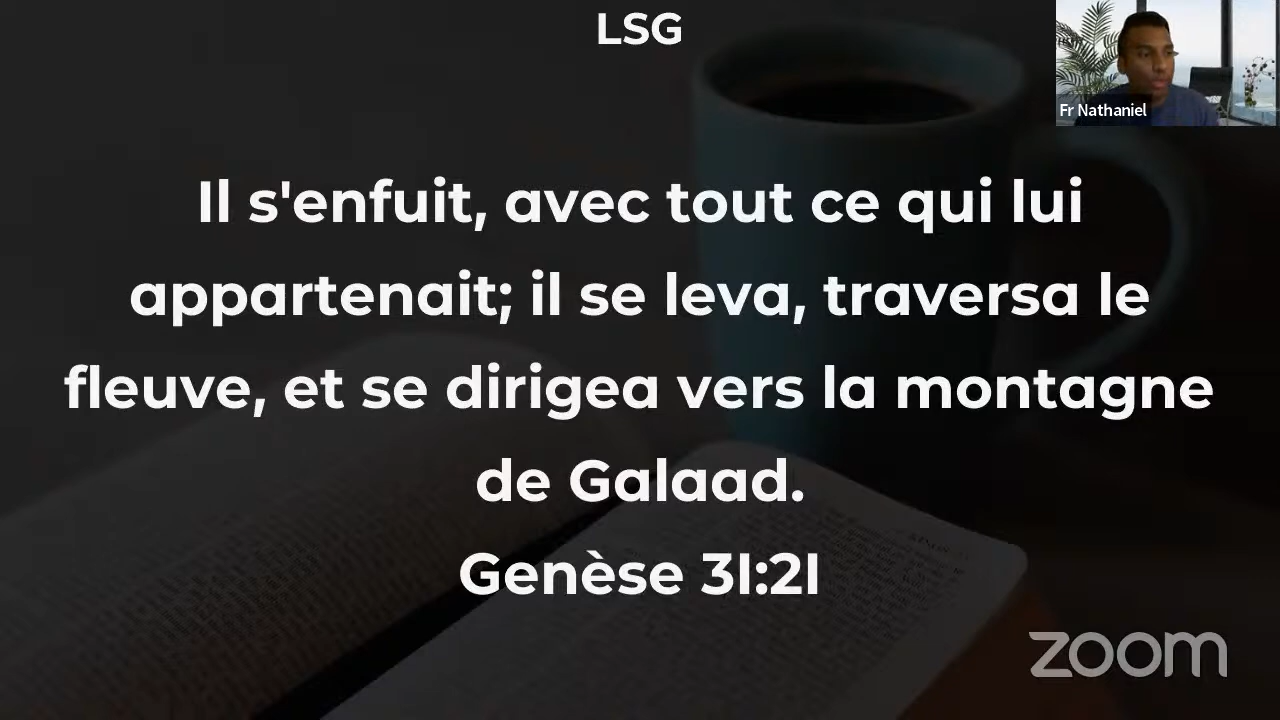 LSG
Fr Nathaniel
Il s'enfuit, avec tout ce qui lui
appartenait; il se leva, traversa le
fleuve, et se dirigea vers la montagne
de Galaad.
Genèse 31:21
zoom